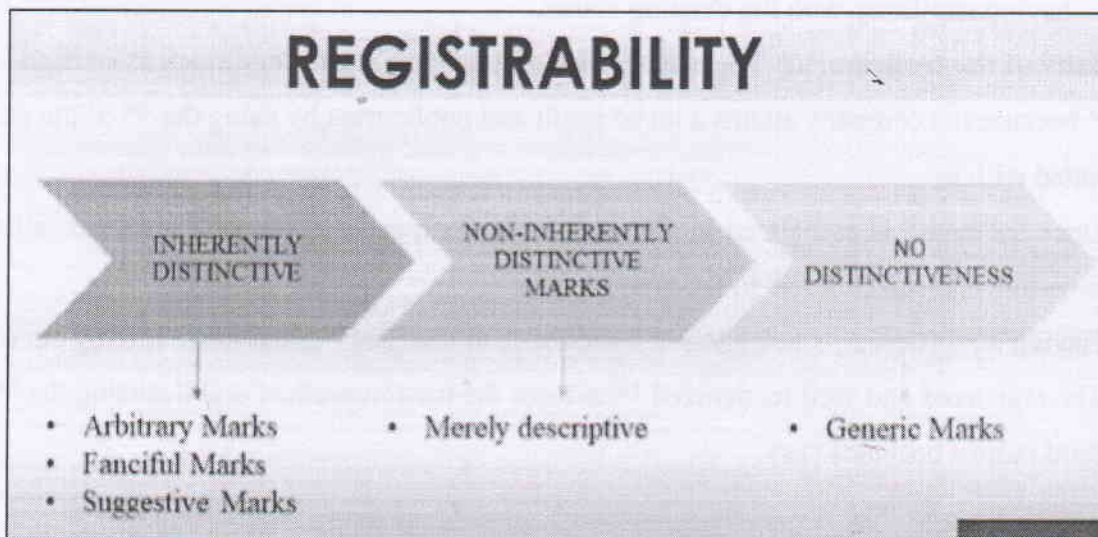 REGISTRABILITY
INHERENTLY
DISTINCTIVE
NON-INHERENTLY
DISTINCTIVE
MARKS
NO
DISTINCTIVENESS
• Arbitrary Marks
• Fanciful Marks
• Suggestive Marks
• Merely descriptive
• Generic Marks